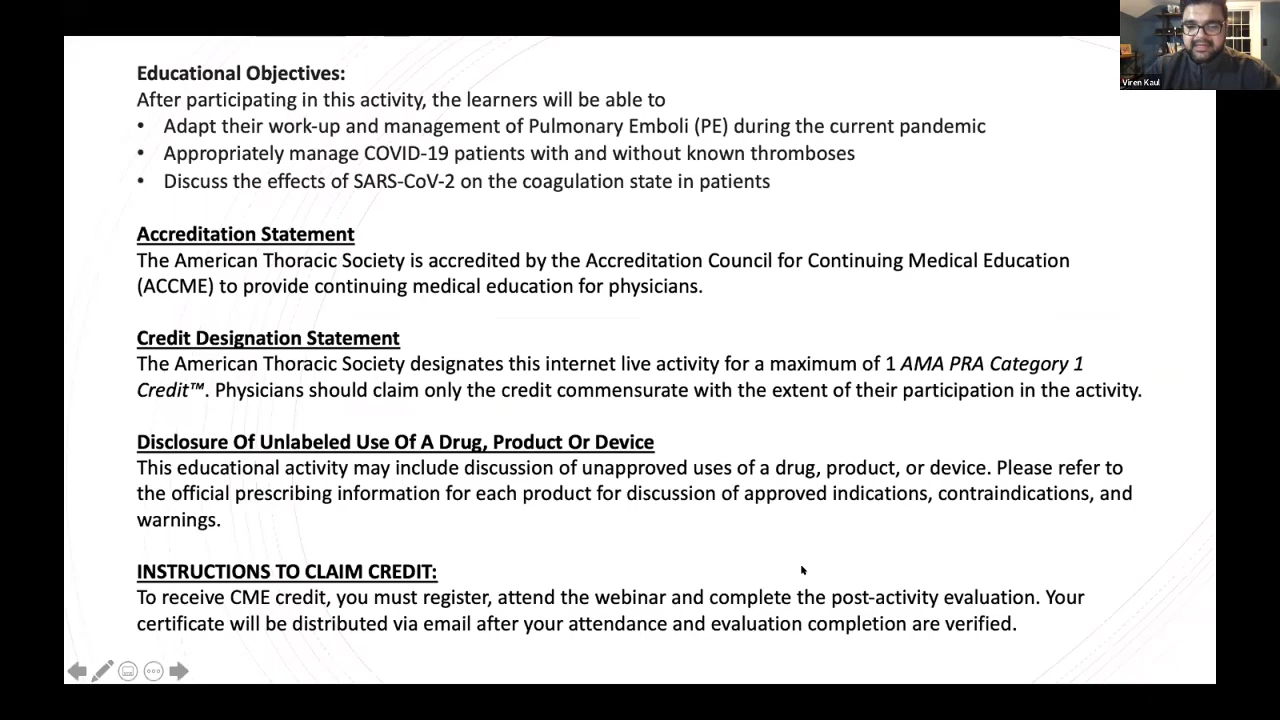 Educational Objectives:
After participating in this activity, the learners will be able to
• Adapt their work-up and management of Pulmonary Emboli (PE) during the current pandemic
• Appropriately manage COVID-19 patients with and without known thromboses
• Discuss the effects of SARS-CoV-2 on the coagulation state in patients
Accreditation Statement
The American Thoracic Society is accredited by the Accreditation Council for Continuing Medical Education
(ACCME) to provide continuing medical education for physicians.
Credit Designation Statement
The American Thoracic Society designates this internet live activity for a maximum of 1 AMA PRA Category 1
Credit™. Physicians should claim only the credit commensurate with the extent of their participation in the activity.
Disclosure Of Unlabeled Use Of A Drug, Product Or Device
This educational activity may include discussion of unapproved uses of a drug, product, or device. Please refer to
the official prescribing information for each product for discussion of approved indications, contraindications, and
warnings.
INSTRUCTIONS TO CLAIM CREDIT:
To receive CME credit, you must register, attend the webinar and complete the post-activity evaluation. Your
certificate will be distributed via email after your attendance and evaluation completion are verified.
Viren Kaul